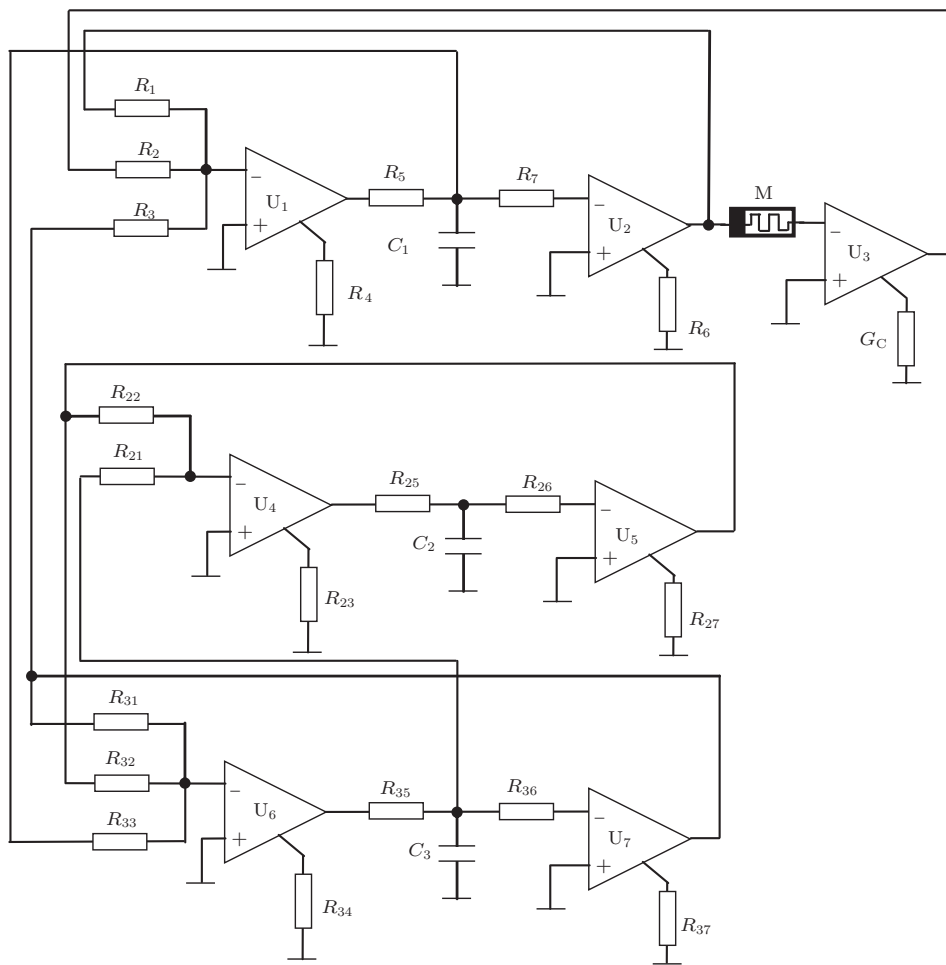 R1
R2
R3
−
+
U1
R4
R5
C1
R7
−
+
U2
R6
M
−
+
U3
GC
R22
R21
−
+
U4
R23
R25
C2
R26
−
+
U5
R27
R31
R32
R33
−
+
U6
R34
R35
C3
R36
−
+
U7
R37